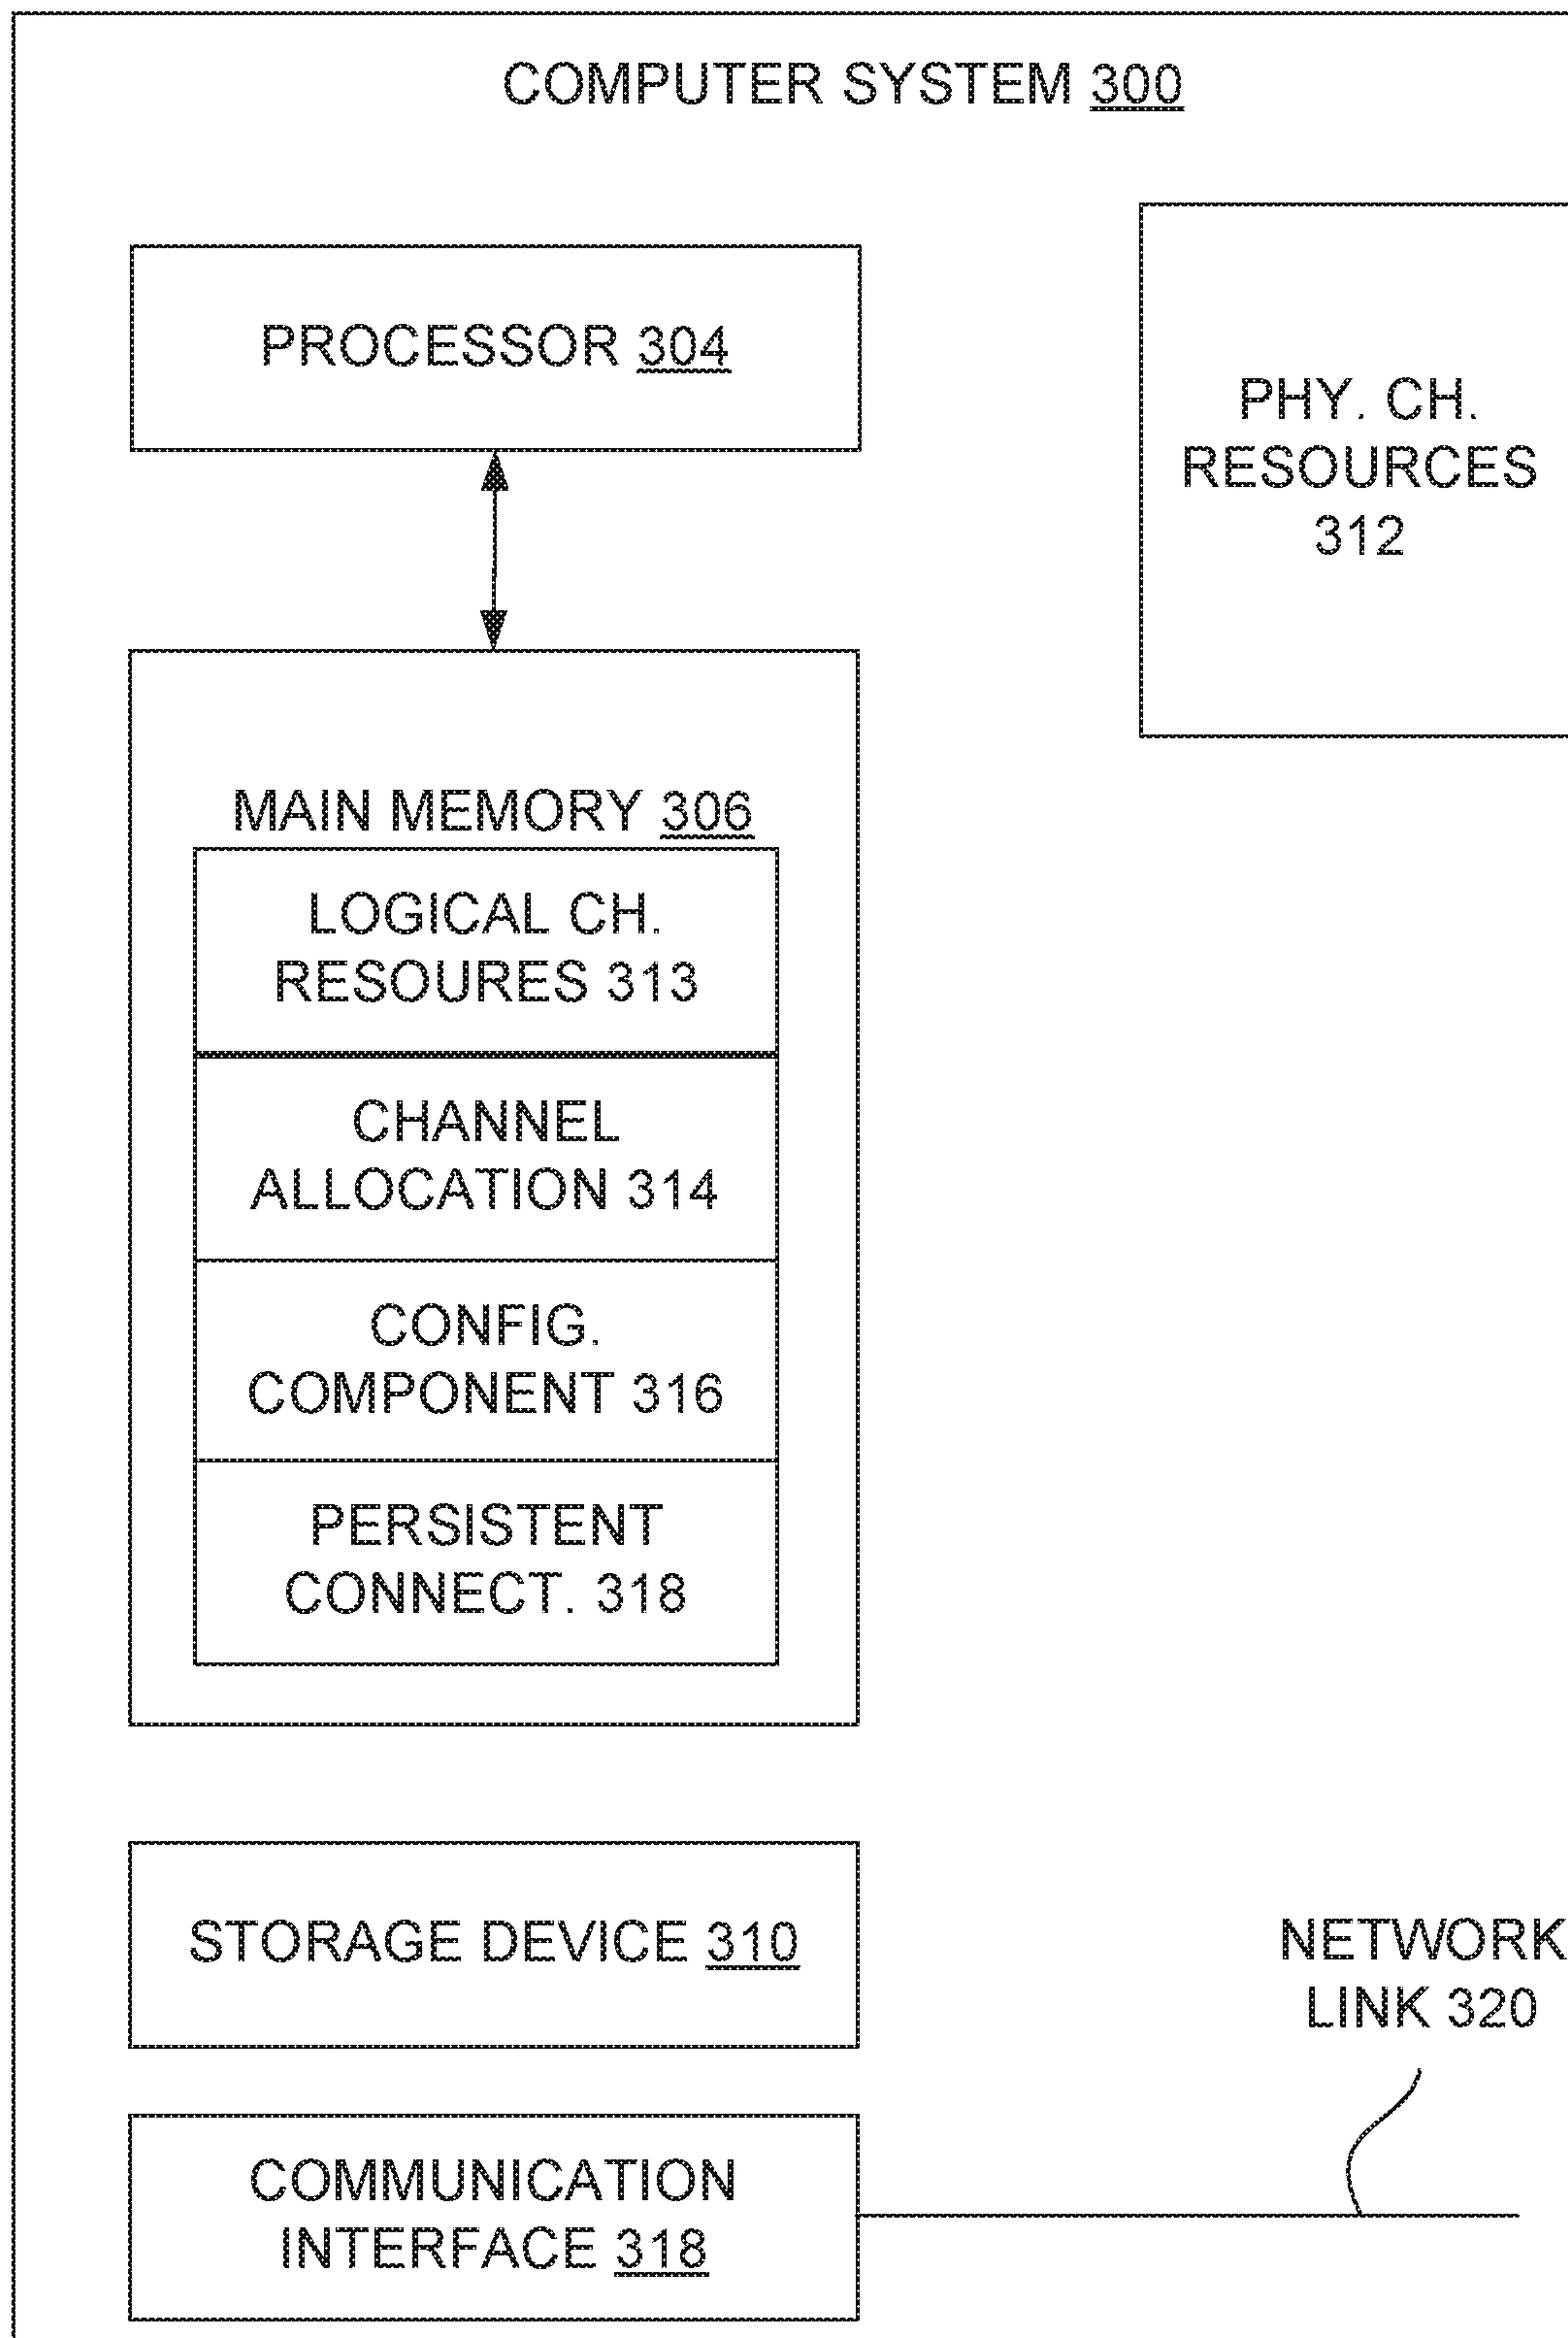 COMPUTER SYSTEM 300
PROCESSOR 304
PHY. CH.
RESOURCES
312
MAIN MEMORY 306
LOGICAL CH.
RESOURES 313
CHANNEL
ALLOCATION 314
CONFIG.
COMPONENT 316
PERSISTENT
CONNECT. 318
STORAGE DEVICE 310
NETWORK
LINK 320
COMMUNICATION
INTERFACE 318